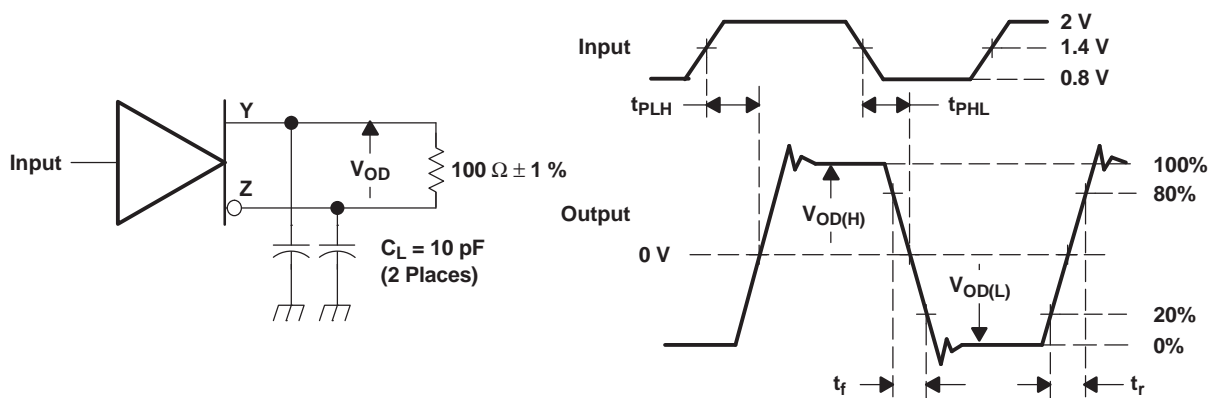 Input
Y
Z
V_OD
100 Ω ± 1 %
C_L = 10 pF
(2 Places)
Input
2 V
1.4 V
0.8 V
t_PLH
t_PHL
Output
0 V
V_OD(H)
V_OD(L)
100%
80%
20%
0%
t_f
t_r